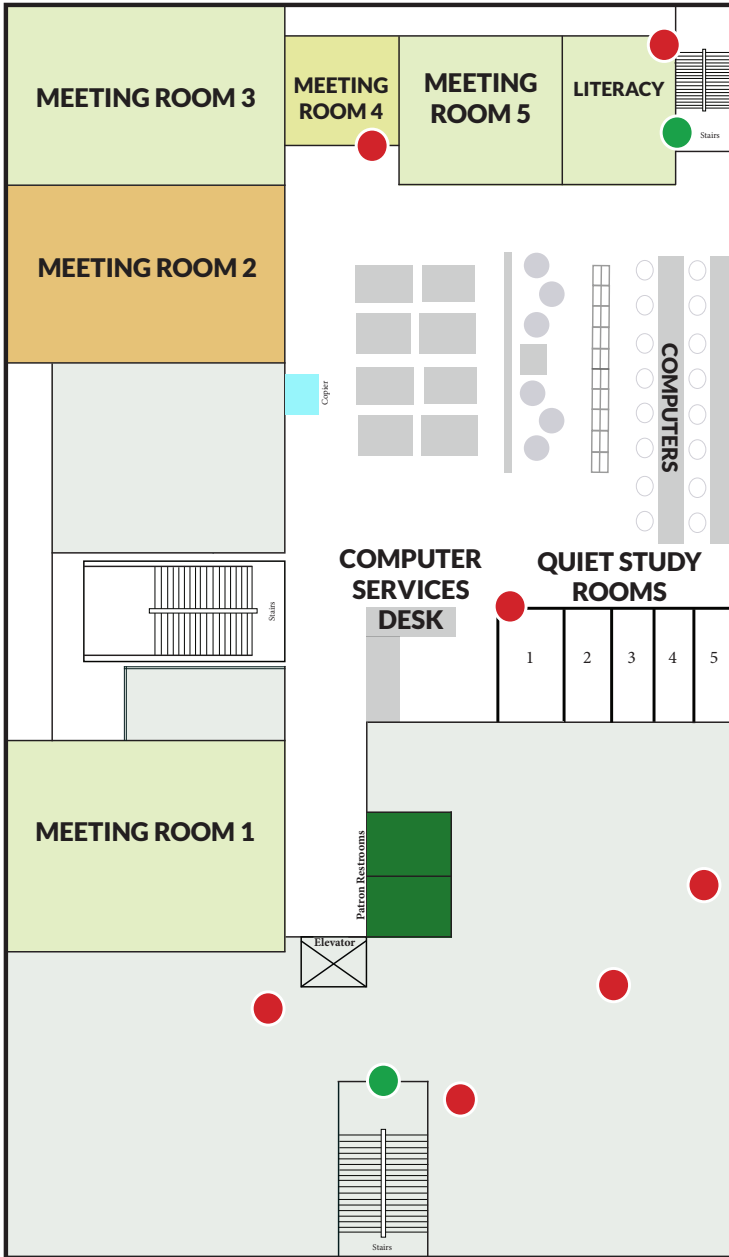 MEETING ROOM 3
MEETING
ROOM 4
MEETING
ROOM 5
LITERACY
Stairs
MEETING ROOM 2
Copier
COMPUTERS
COMPUTER
SERVICES
DESK
QUIET STUDY
ROOMS
Stairs
1
2
3
4
5
MEETING ROOM 1
Patron Restrooms
Elevator
Stairs